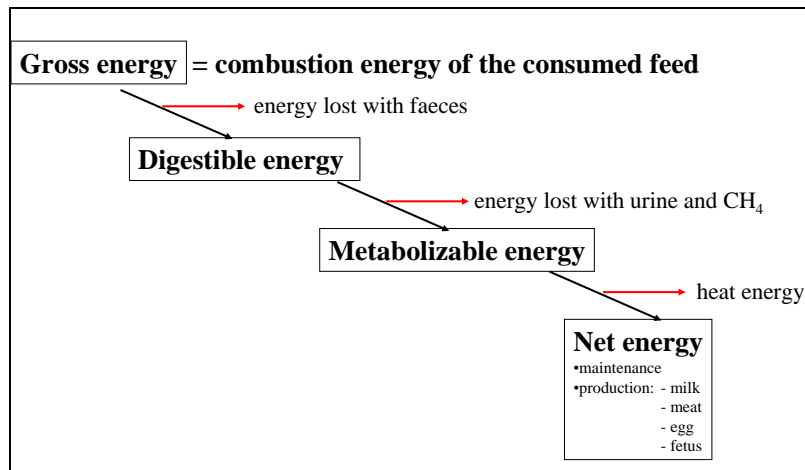 Gross energy = combustion energy of the consumed feed
energy lost with faeces
Digestible energy
energy lost with urine and CH₄
Metabolizable energy
heat energy
Net energy
•maintenance
•production: - milk
- meat
- egg
- fetus